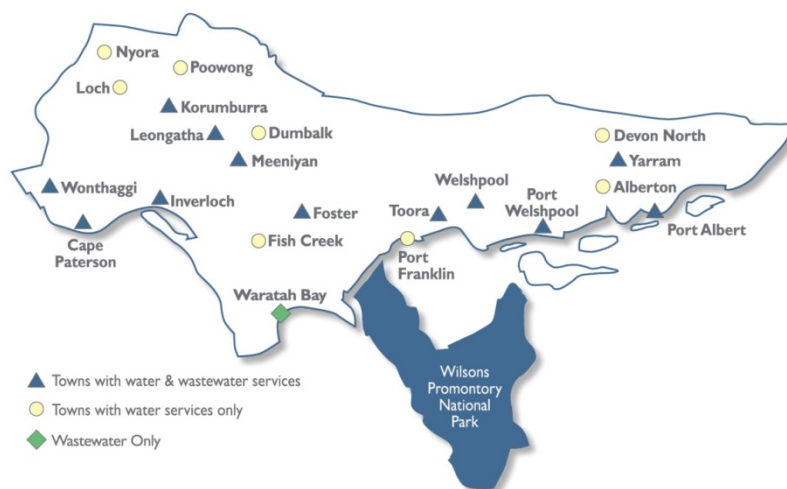 Nyora
Poowong
Loch
Korumburra
Leongatha
Dumbalk
Devon North
Meeniyan
Yarram
Wonthaggi
Inverloch
Welshpool
Alberton
Foster
Toora
Port
Welshpool
Cape
Paterson
Port Albert
Fish Creek
Port
Franklin
Waratah Bay
Wilsons
Promontory
National
Park
Towns with water & wastewater services
Towns with water services only
Wastewater Only